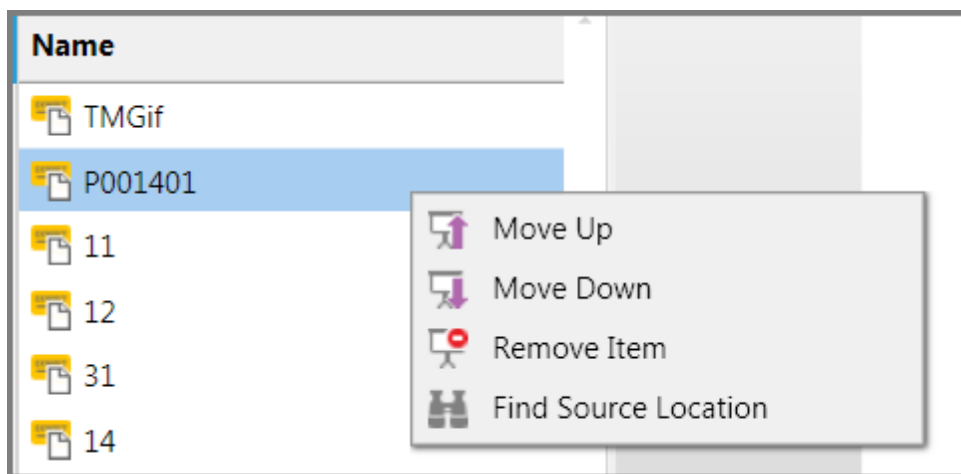 Name
TMGif
P001401
11
12
31
14
Move Up
Move Down
Remove Item
Find Source Location